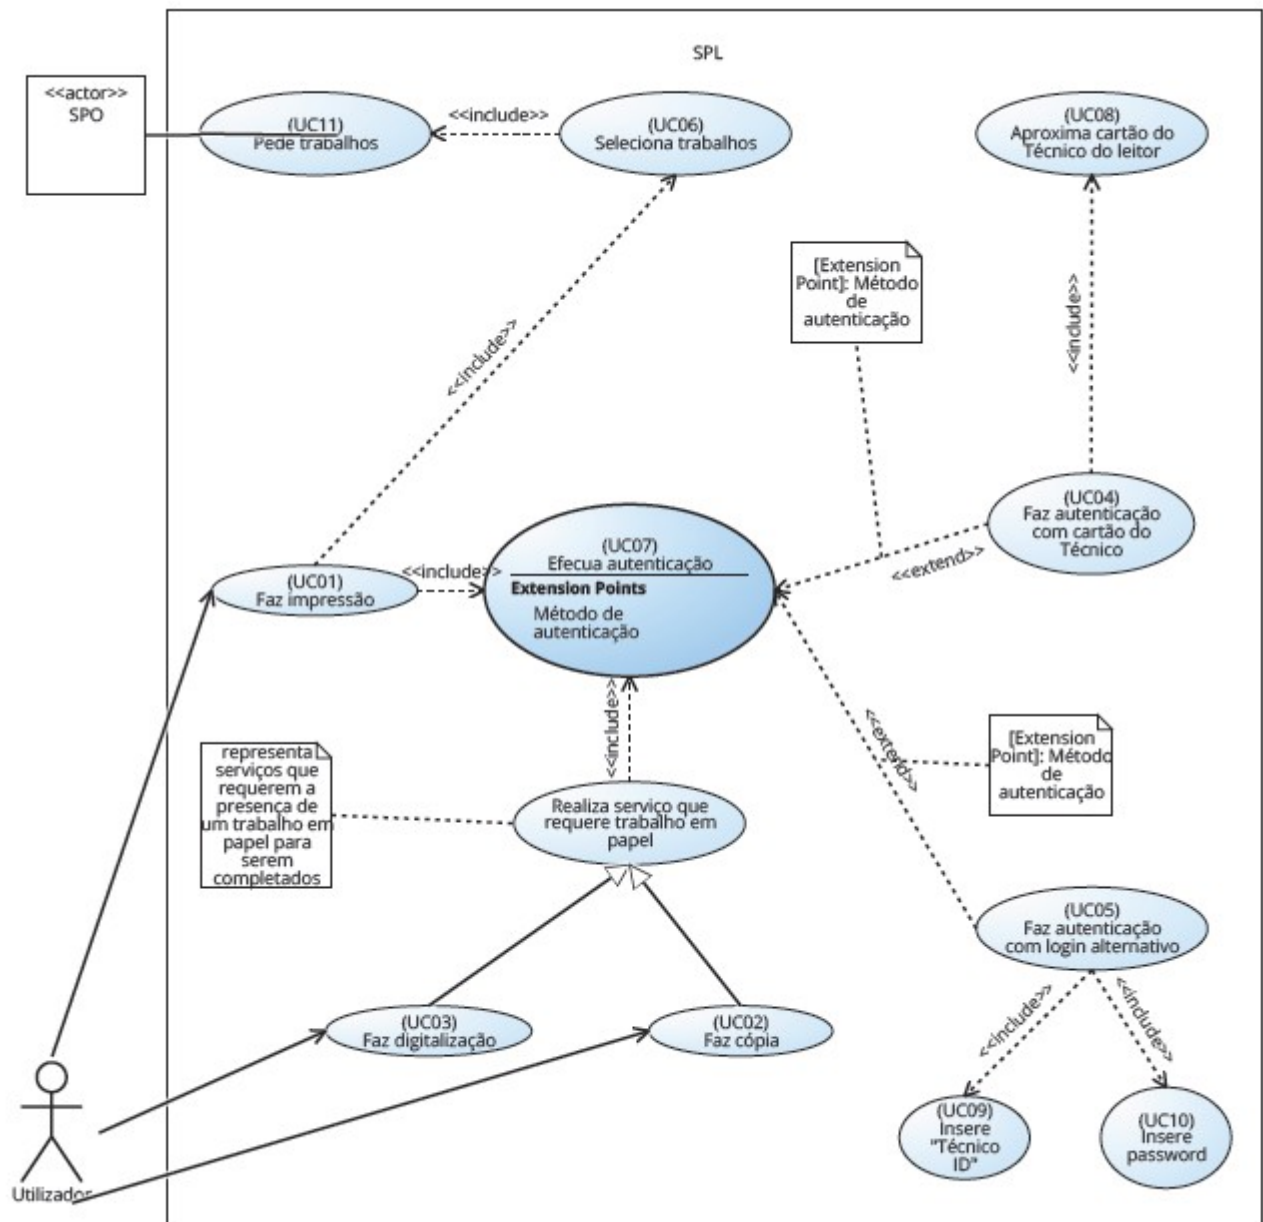 SPL
<<actor>>
SPO
(UC11)
Pede trabalhos
<<include>>
(UC06)
Seleciona trabalhos
(UC08)
Aproxima cartão do
Técnico do leitor
[Extension
Point]: Método
de
autenticação
<<include>>
<<include>>
(UC04)
Faz autenticação
com cartão do
Técnico
<<extend>>
(UC07)
Efecua autenticação
Extension Points
Método de
autenticação
<<include>>
(UC01)
Faz impressão
<<include>>
<<extend>>
[Extension
Point]: Método
de
autenticação
representa
serviços que
requerem a
presença de
um trabalho em
papel para
serem
completados
Realiza serviço que
requere trabalho em
papel
(UC05)
Faz autenticação
com login alternativo
(UC03)
Faz digitalização
(UC02)
Faz cópia
<<include>>
<<include>>
(UC09)
Insere
"Técnico
ID"
(UC10)
Insere
password
Utilizador